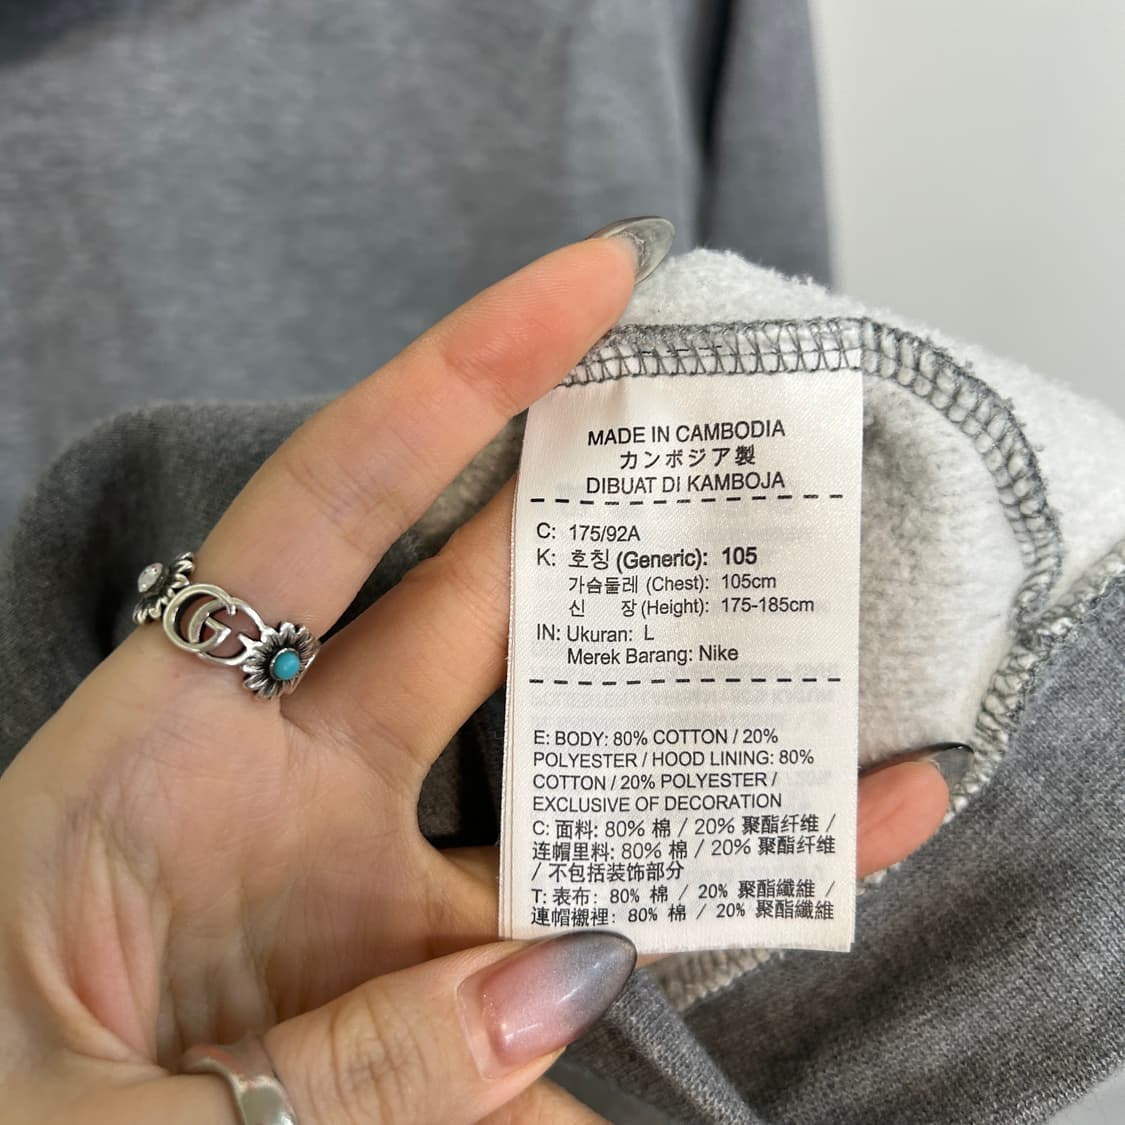 MADE IN CAMBODIA
カンボジア製
DIBUAT DI KAMBOJA
C: 175/92A
K: 호칭 (Generic): 105
가슴둘레 (Chest): 105cm
신 장 (Height): 175-185cm
IN: Ukuran: L
Merek Barang: Nike
E: BODY: 80% COTTON / 20%
POLYESTER / HOOD LINING: 80%
COTTON / 20% POLYESTER /
EXCLUSIVE OF DECORATION
C: 面料: 80% 棉 / 20% 聚酯纤维 /
连帽里料: 80% 棉 / 20% 聚酯纤维
/ 不包括装饰部分
T: 表布: 80% 棉 / 20% 聚酯纖維 /
連帽襯裡: 80% 棉 / 20% 聚酯纖維